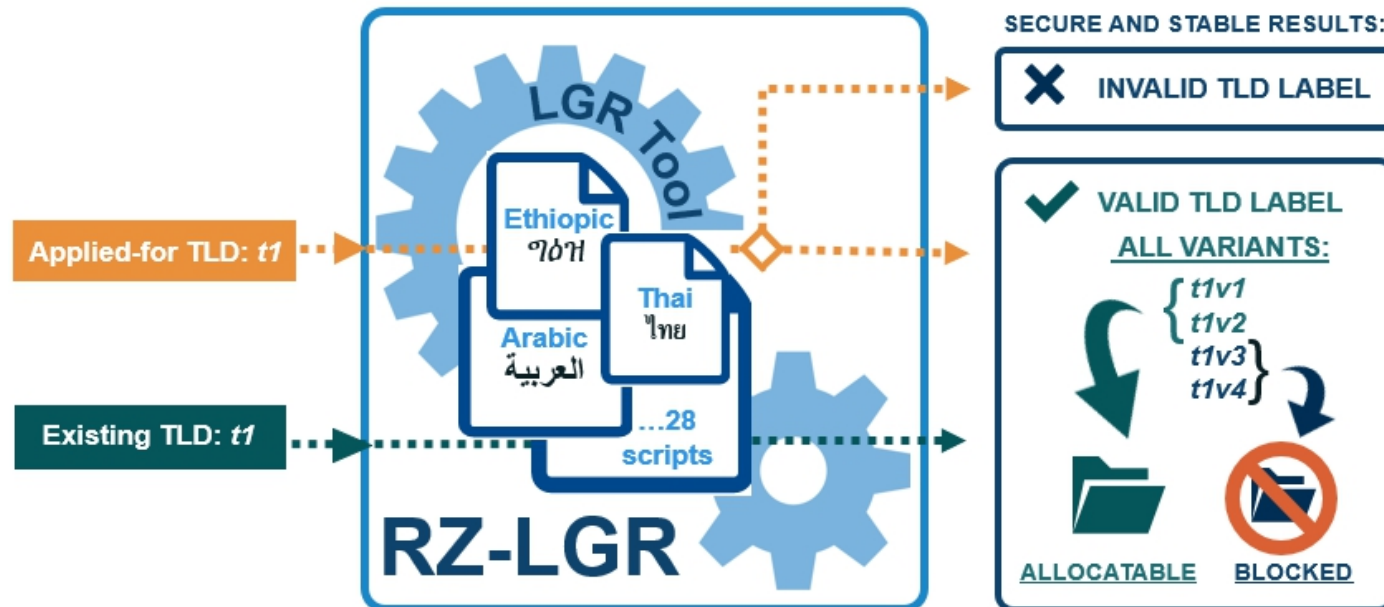 SECURE AND STABLE RESULTS:
INVALID TLD LABEL
LGR Tool
Ethiopic
ግዕዝ
Thai
ไทย
Arabic
العربية
...28
scripts
RZ-LGR
Applied-for TLD: t1
Existing TLD: t1
VALID TLD LABEL
ALL VARIANTS:
t1v1
t1v2
t1v3
t1v4
ALLOCATABLE
BLOCKED